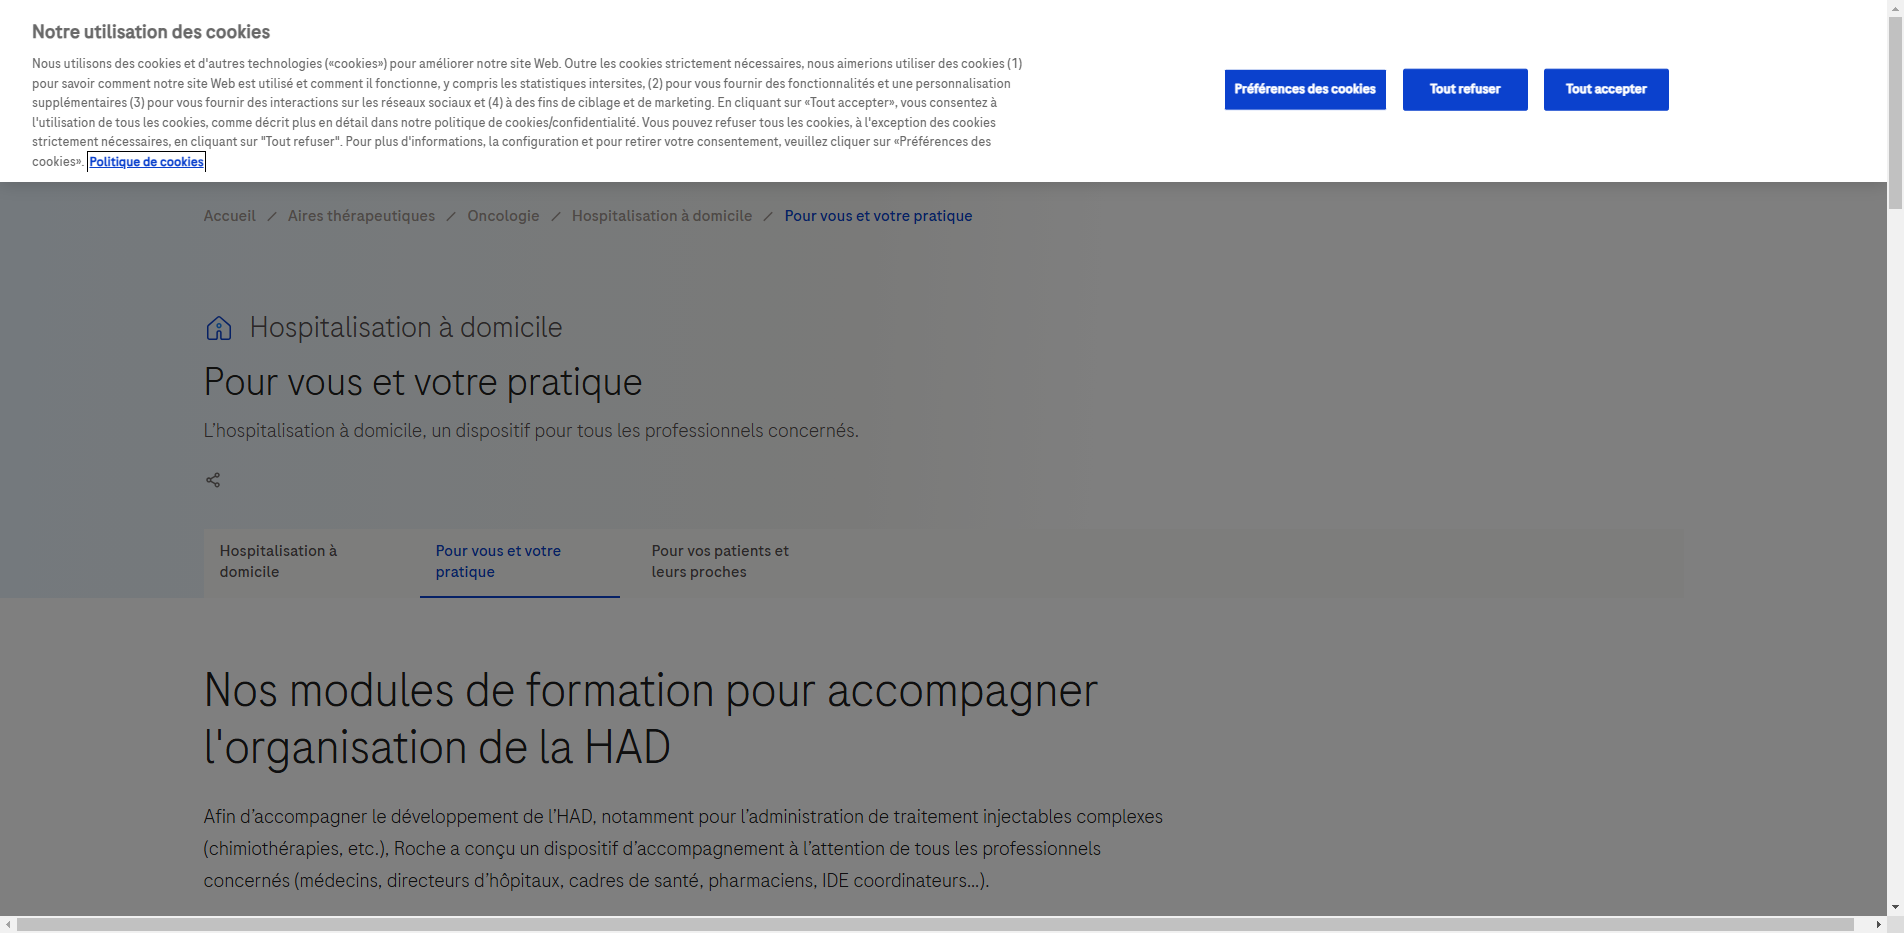 Notre utilisation des cookies
Nous utilisons des cookies et d'autres technologies («cookies») pour améliorer notre site Web. Outre les cookies strictement nécessaires, nous aimerions utiliser des cookies (1)
pour savoir comment notre site Web est utilisé et comment il fonctionne, y compris les statistiques intersites, (2) pour vous fournir des fonctionnalités et une personnalisation
supplémentaires (3) pour vous fournir des interactions sur les réseaux sociaux et (4) à des fins de ciblage et de marketing. En cliquant sur «Tout accepter», vous consentez à
l'utilisation de tous les cookies, comme décrit plus en détail dans notre politique de cookies/confidentialité. Vous pouvez refuser tous les cookies, à l'exception des cookies
strictement nécessaires, en cliquant sur "Tout refuser". Pour plus d'informations, la configuration et pour retirer votre consentement, veuillez cliquer sur «Préférences des
cookies». Politique de cookies
Préférences des cookies
Tout refuser
Tout accepter
Accueil / Aires thérapeutiques / Oncologie / Hospitalisation à domicile / Pour vous et votre pratique
Hospitalisation à domicile
Pour vous et votre pratique
L’hospitalisation à domicile, un dispositif pour tous les professionnels concernés.
Hospitalisation à
domicile
Pour vous et votre
pratique
Pour vos patients et
leurs proches
Nos modules de formation pour accompagner
l'organisation de la HAD
Afin d’accompagner le développement de l’HAD, notamment pour l’administration de traitement injectables complexes
(chimiothérapies, etc.), Roche a conçu un dispositif d’accompagnement à l’attention de tous les professionnels
concernés (médecins, directeurs d’hôpitaux, cadres de santé, pharmaciens, IDE coordinateurs...).